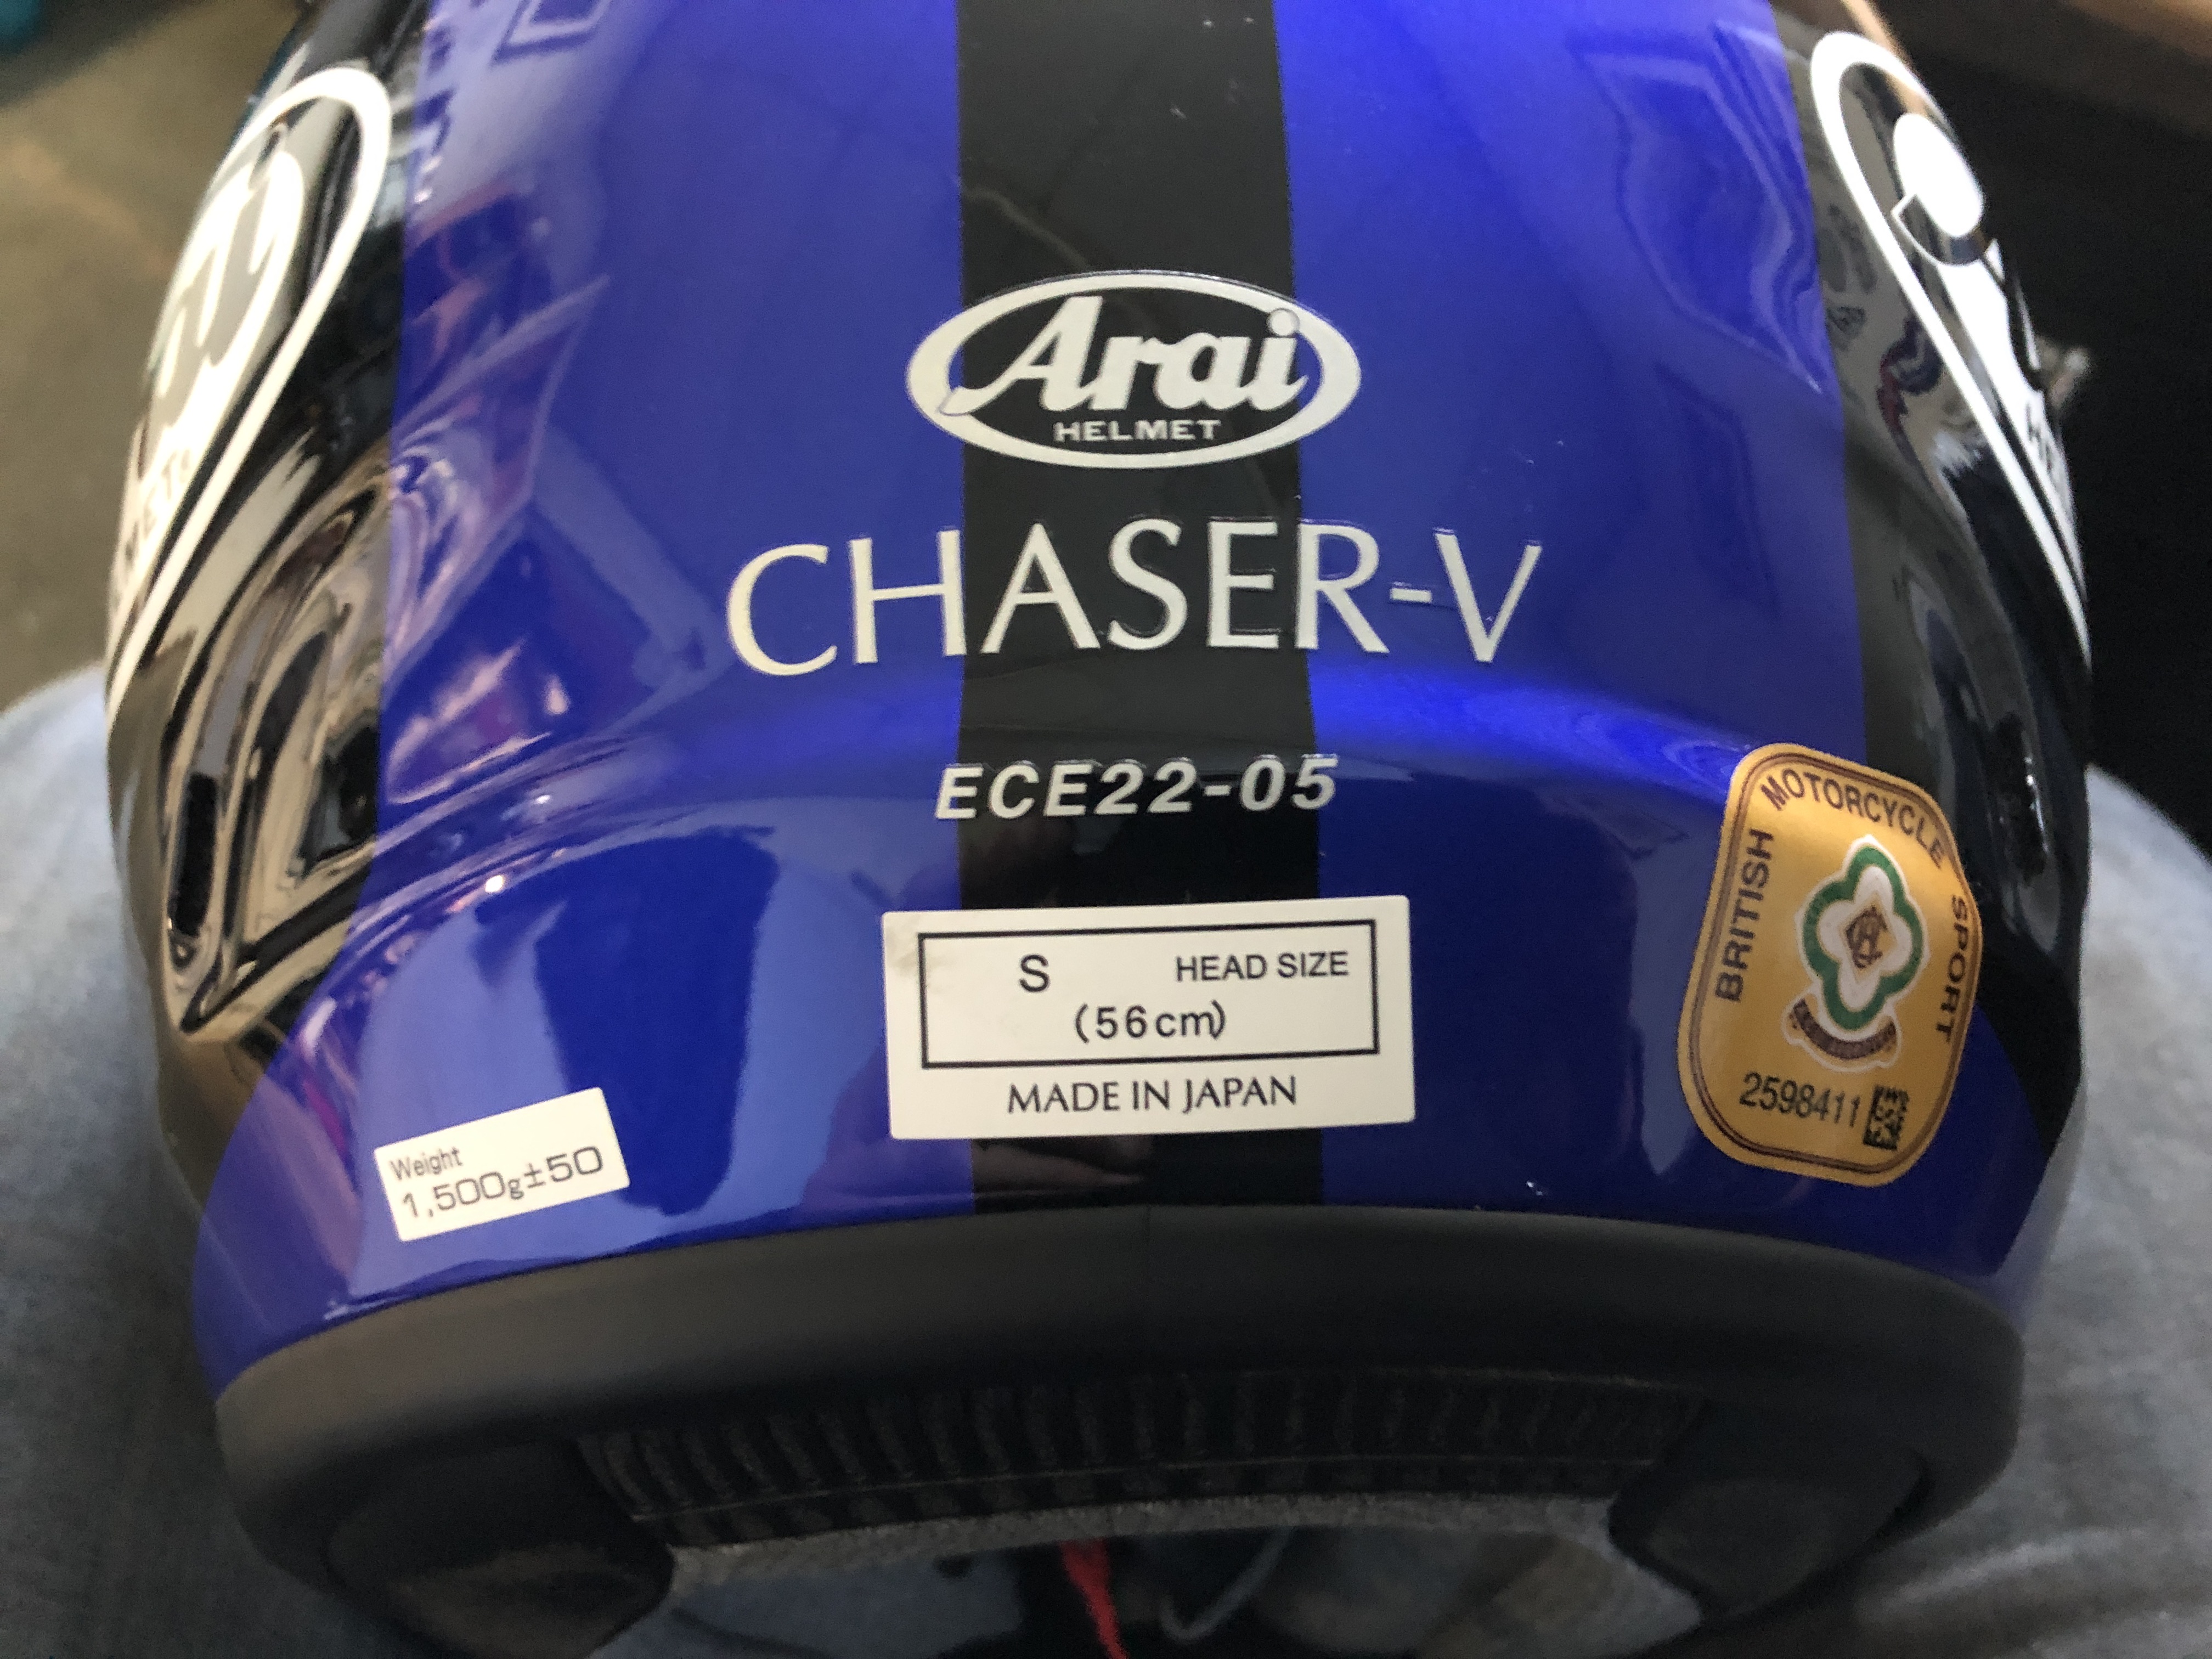 Arai
HELMET
CHASER-V
ECE22-05
S HEAD SIZE
(56cm)
MADE IN JAPAN
Weight
1,500g±50
BRITISH MOTORCYCLE SPORT
2598411